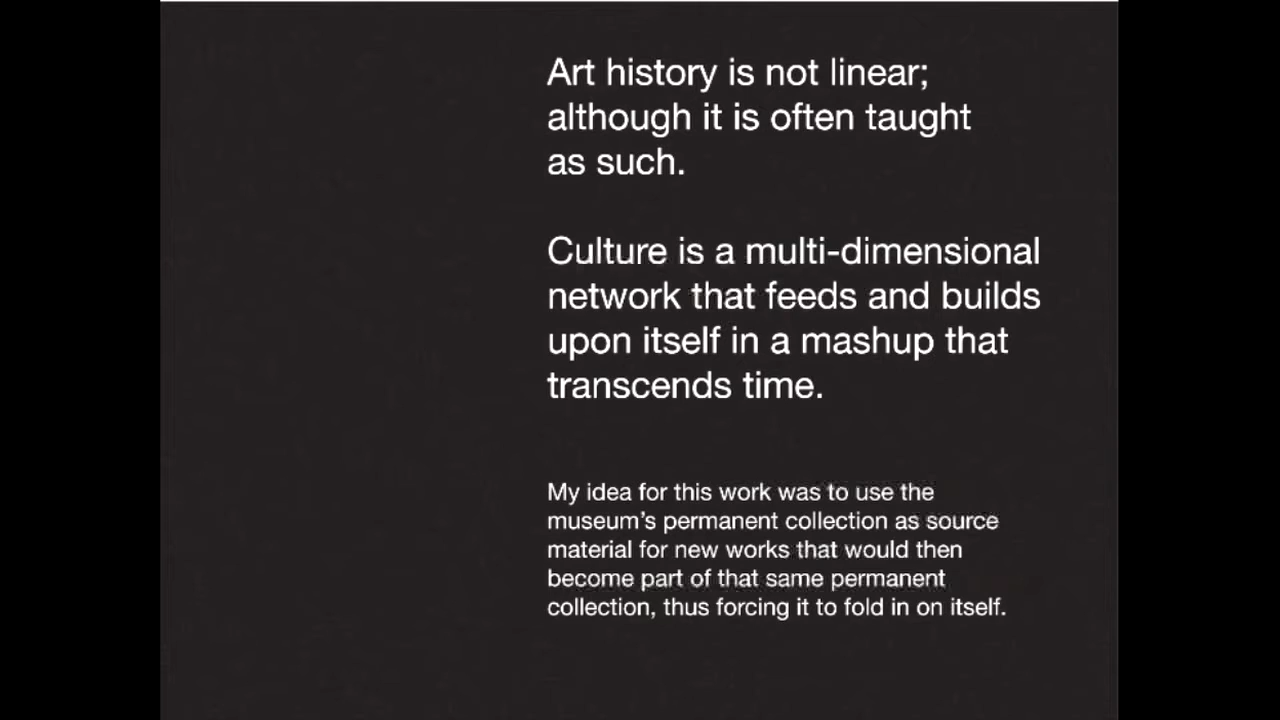 Art history is not linear;
although it is often taught
as such.
Culture is a multi-dimensional
network that feeds and builds
upon itself in a mashup that
transcends time.
My idea for this work was to use the
museum’s permanent collection as source
material for new works that would then
become part of that same permanent
collection, thus forcing it to fold in on itself.